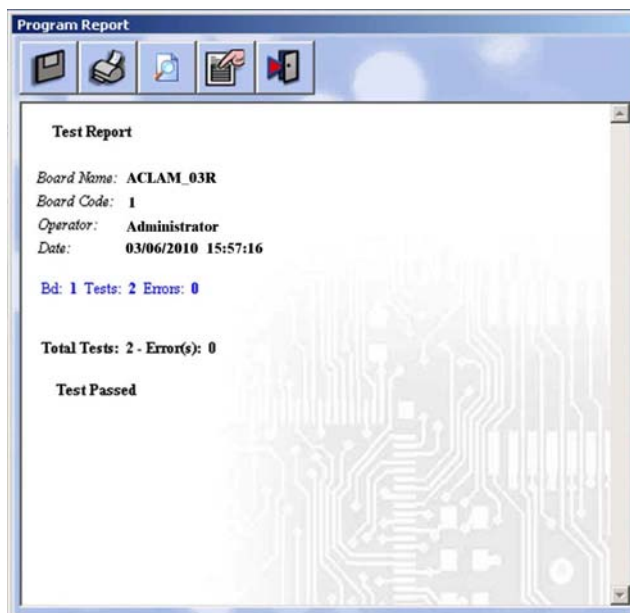 Program Report
Test Report
Board Name: ACLAM_03R
Board Code: 1
Operator: Administrator
Date: 03/06/2010 15:57:16
Bd: 1 Tests: 2 Errors: 0
Total Tests: 2 - Error(s): 0
Test Passed